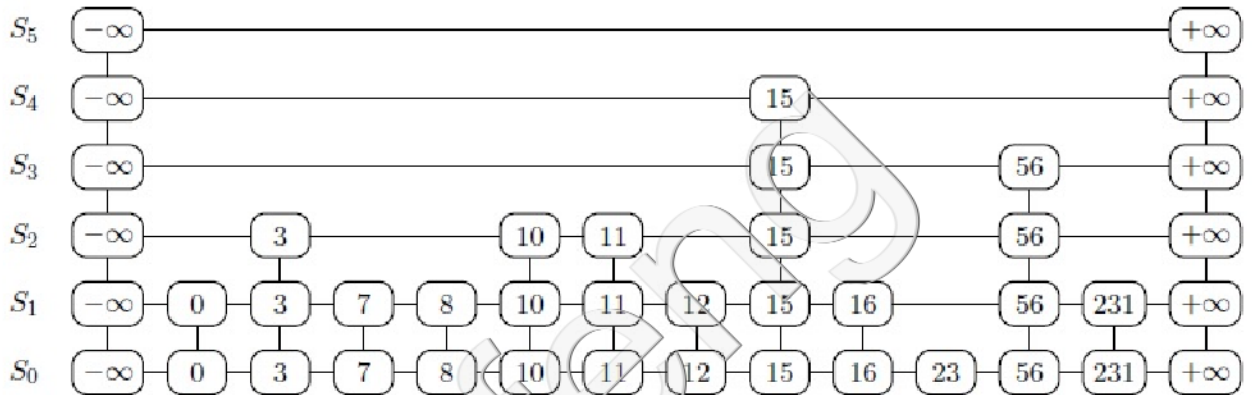 S5 −∞ +∞
S4 −∞ 15 +∞
S3 −∞ 15 56 +∞
S2 −∞ 3 10 11 15 56 +∞
S1 −∞ 0 3 7 8 10 11 12 15 16 56 231 +∞
S0 −∞ 0 3 7 8 10 11 12 15 16 23 56 231 +∞